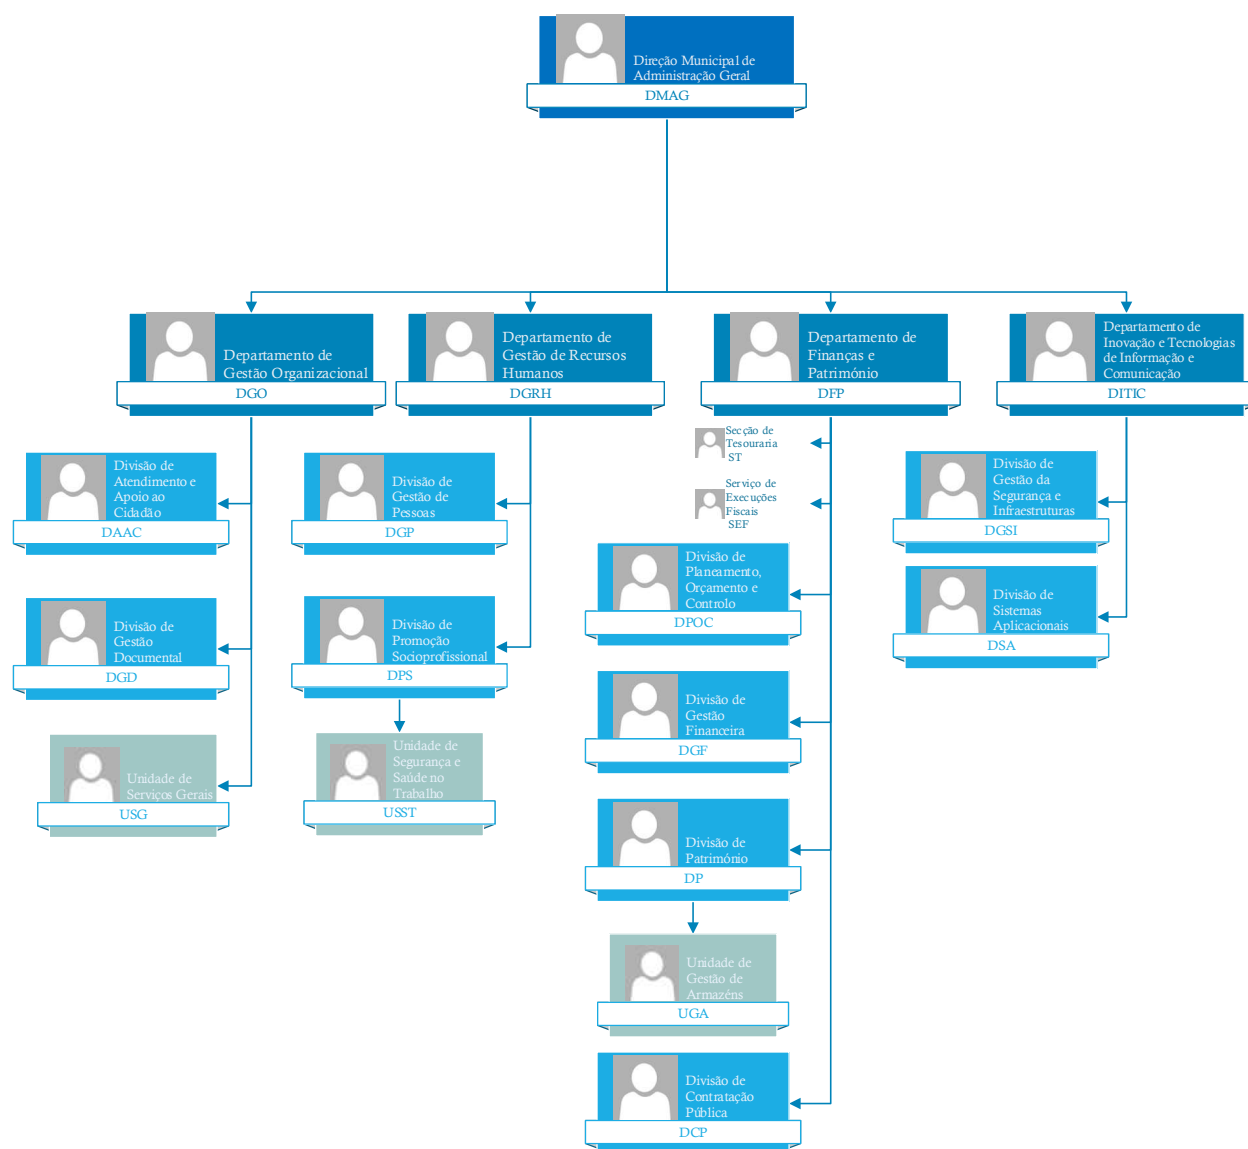 Direção Municipal de
Administração Geral
DMAG
Departamento de
Gestão Organizacional
DGO
Departamento de
Gestão de Recursos
Humanos
DGRH
Departamento de
Finanças e
Património
DFP
Departamento de
Inovação e Tecnologias
de Informação e
Comunicação
DITIC
Divisão de
Atendimento e
Apoio ao
Cidadão
DAAC
Divisão de
Gestão
Documental
DGD
Unidade de
Serviços Gerais
USG
Divisão de
Gestão de
Pessoas
DGP
Divisão de
Promoção
Socioprofissional
DPS
Unidade de
Segurança e
Saúde no
Trabalho
USST
Secção de
Tesouraria
ST
Serviço de
Execuções
Fiscais
SEF
Divisão de
Planeamento,
Orçamento e
Controlo
DPOC
Divisão de
Gestão
Financeira
DGF
Divisão de
Património
DP
Unidade de
Gestão de
Armazéns
UGA
Divisão de
Contratação
Pública
DCP
Divisão de
Gestão da
Segurança e
Infraestruturas
DGSI
Divisão de
Sistemas
Aplicacionais
DSA